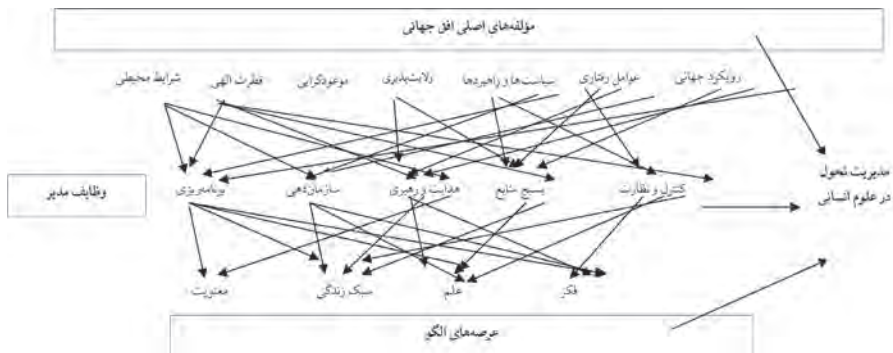 مؤلفه‌های اصلی افق جهانی
رویکرد جهانی عوامل رفتاری سیاست‌ها و راهبردها ولایت‌پذیری موعودگرایی فطرت الهی شرایط محیطی
مدیریت تحول
در علوم انسانی
کنترل و نظارت بسیج منابع هدایت و رهبری سازمان‌دهی برنامه‌ریزی
وظایف مدیر
فکر علم سبک زندگی معنویت
عرصه‌های الگو